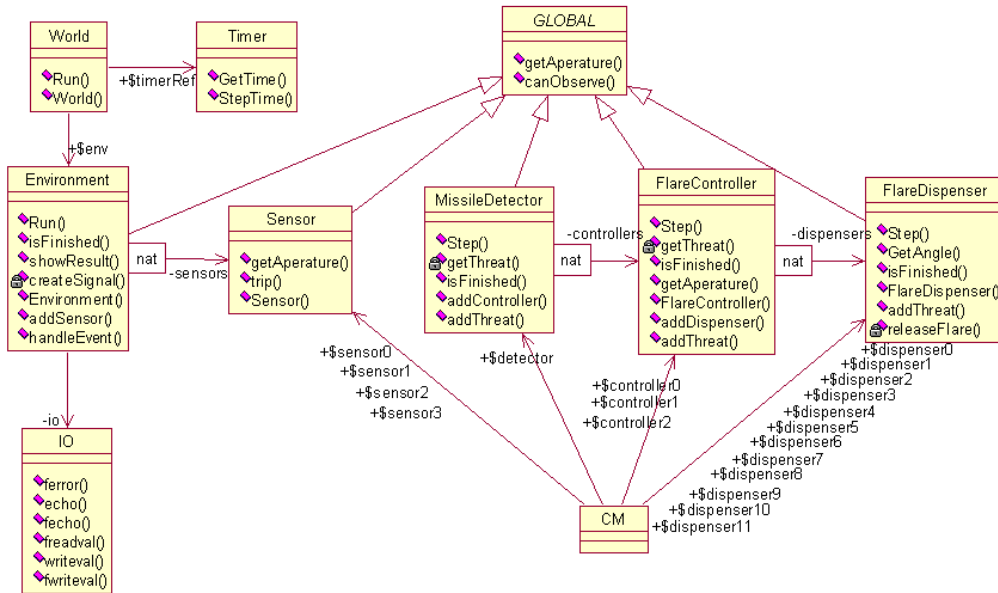 GLOBAL
getAperature()
canObserve()
World
Run()
World()
+$timerRef
Timer
GetTime()
StepTime()
+$env
Environment
Run()
isFinished()
showResult()
createSignal()
Environment()
addSensor()
handleEvent()
nat
-sensors
Sensor
getAperature()
trip()
Sensor()
MissileDetector
Step()
getThreat()
isFinished()
addController()
addThreat()
-controllers
nat
FlareController
Step()
getThreat()
isFinished()
getAperature()
FlareController()
addDispenser()
addThreat()
-dispensers
nat
FlareDispenser
Step()
GetAngle()
isFinished()
FlareDispenser()
addThreat()
releaseFlare()
+$sensor0
+$sensor1
+$sensor2
+$sensor3
+$detector
+$controller0
+$controller1
+$controller2
+$dispenser0
+$dispenser1
+$dispenser2
+$dispenser3
+$dispenser4
+$dispenser5
+$dispenser6
+$dispenser7
+$dispenser8
+$dispenser9
+$dispenser10
+$dispenser11
CM
-io
IO
ferror()
echo()
fecho()
freadval()
writeval()
fwriteval()